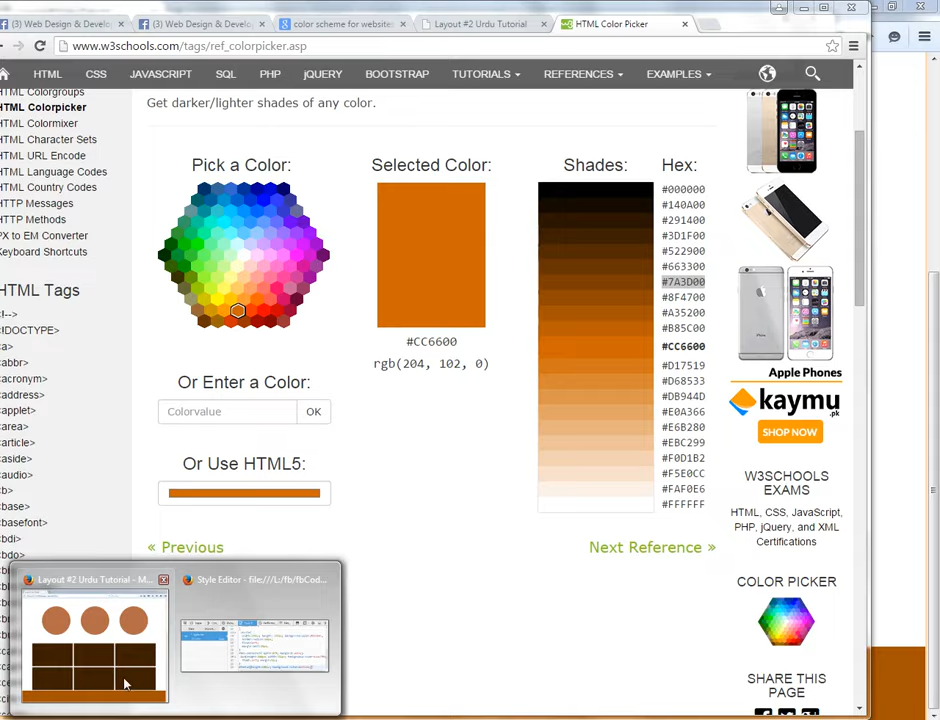 (3) Web Design & Develo
(3) Web Design & Develo
color scheme for websites
Layout #2 Urdu Tutorial
HTML Color Picker
www.w3schools.com/tags/ref_colorpicker.asp
HTML
CSS
JAVASCRIPT
SQL
PHP
jQUERY
BOOTSTRAP
TUTORIALS
REFERENCES
EXAMPLES
HTML Colorgroups
HTML Colorpicker
HTML Colormixer
HTML Character Sets
HTML URL Encode
HTML Language Codes
HTML Country Codes
HTTP Messages
HTTP Methods
PX to EM Converter
Keyboard Shortcuts
HTML Tags
<!-->
<!DOCTYPE>
<a>
<abbr>
<acronym>
<address>
<applet>
<area>
<article>
<aside>
<audio>
<b>
<base>
<basefont>
<bdi>
<bdo>
Get darker/lighter shades of any color.
Pick a Color:
Or Enter a Color:
Colorvalue
OK
Or Use HTML5:
Selected Color:
#CC6600
rgb(204, 102, 0)
Shades:
Hex:
#000000
#140A00
#291400
#3D1F00
#522900
#663300
#7A3D00
#8F4700
#A35200
#B85C00
#CC6600
#D17519
#D68533
#DB944D
#E0A366
#E6B280
#EBC299
#F0D1B2
#F5E0CC
#FAF0E6
#FFFFFF
« Previous
Next Reference »
Apple Phones
kaymu
.pk
SHOP NOW
W3SCHOOLS
EXAMS
HTML, CSS, JavaScript,
PHP, jQuery, and XML
Certifications
COLOR PICKER
SHARE THIS
PAGE
Layout #2 Urdu Tutorial - M...
Style Editor - file:///L:/fb/fbCod...